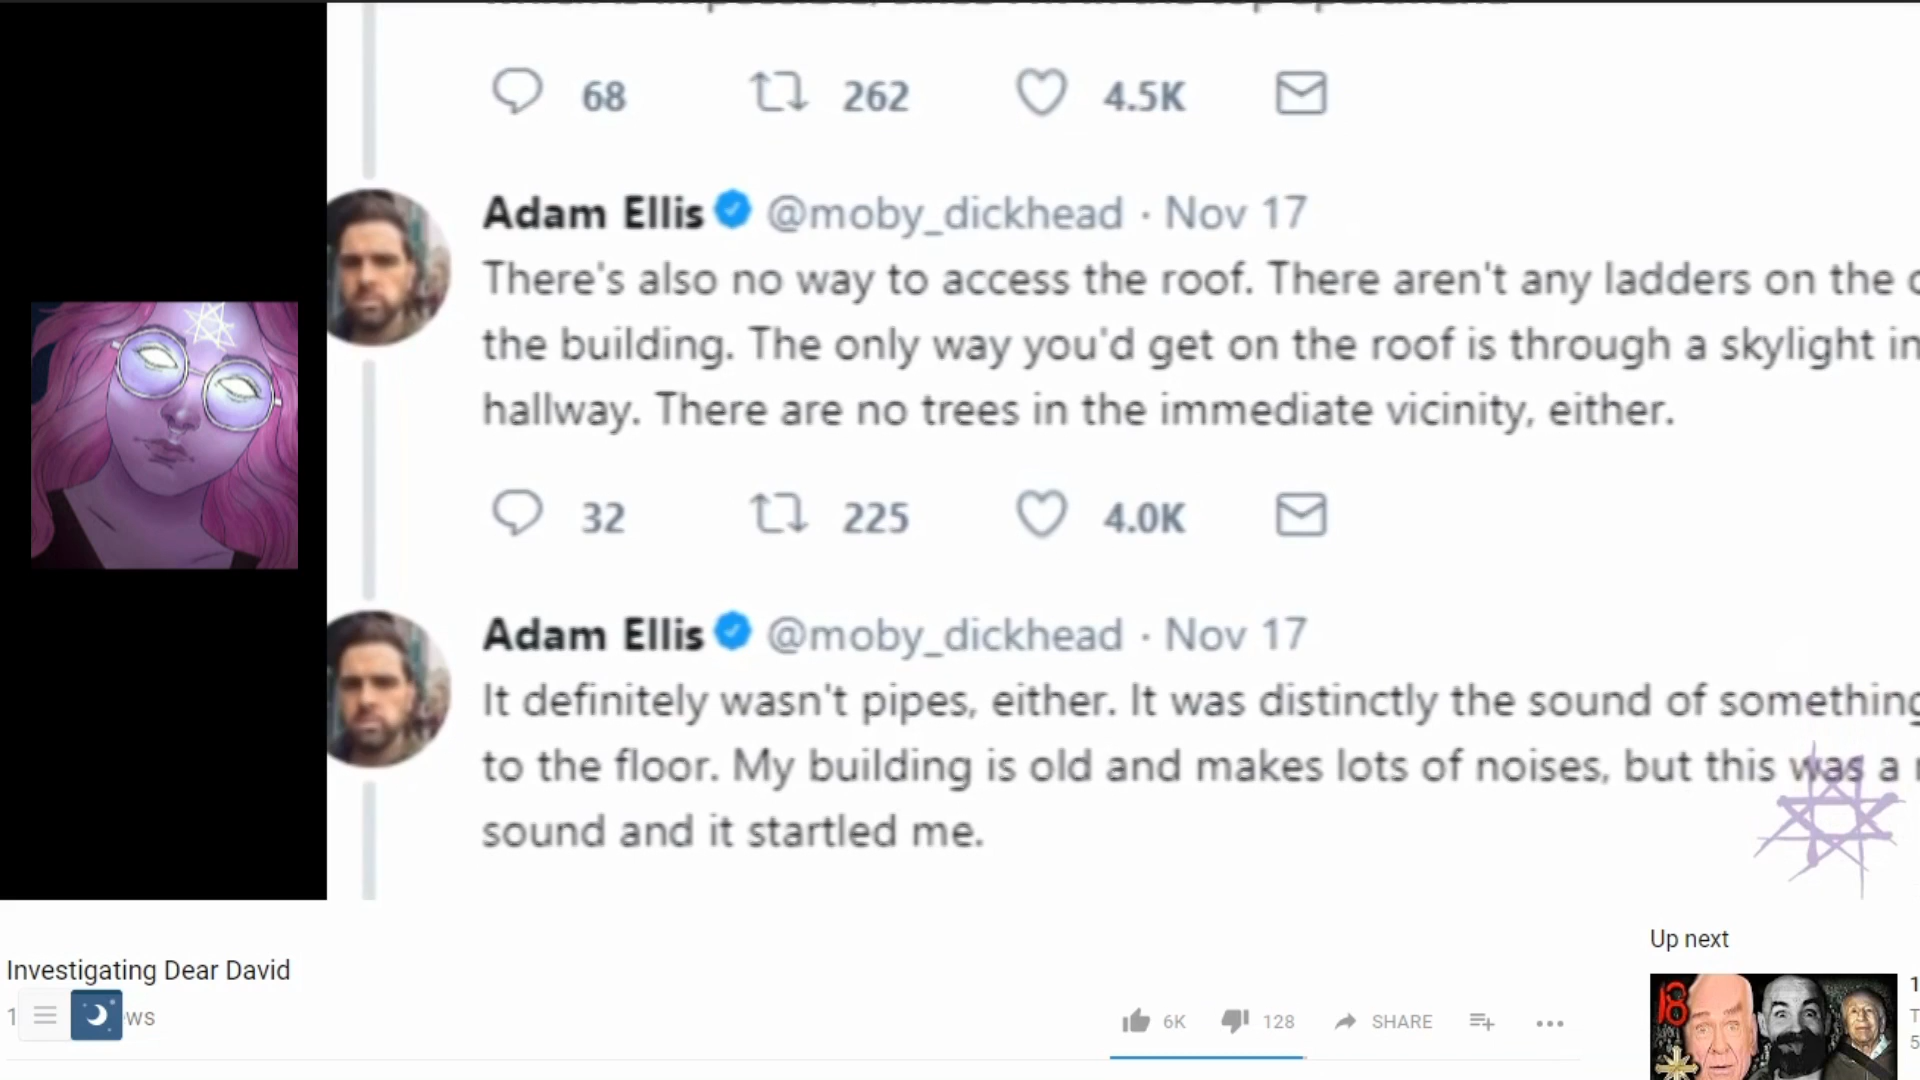 68 262 4.5K
Adam Ellis @moby_dickhead · Nov 17
There's also no way to access the roof. There aren't any ladders on the
the building. The only way you'd get on the roof is through a skylight in
hallway. There are no trees in the immediate vicinity, either.
32 225 4.0K
Adam Ellis @moby_dickhead · Nov 17
It definitely wasn't pipes, either. It was distinctly the sound of something
to the floor. My building is old and makes lots of noises, but this was a
sound and it startled me.
Up next
Investigating Dear David
6K 128 SHARE
18